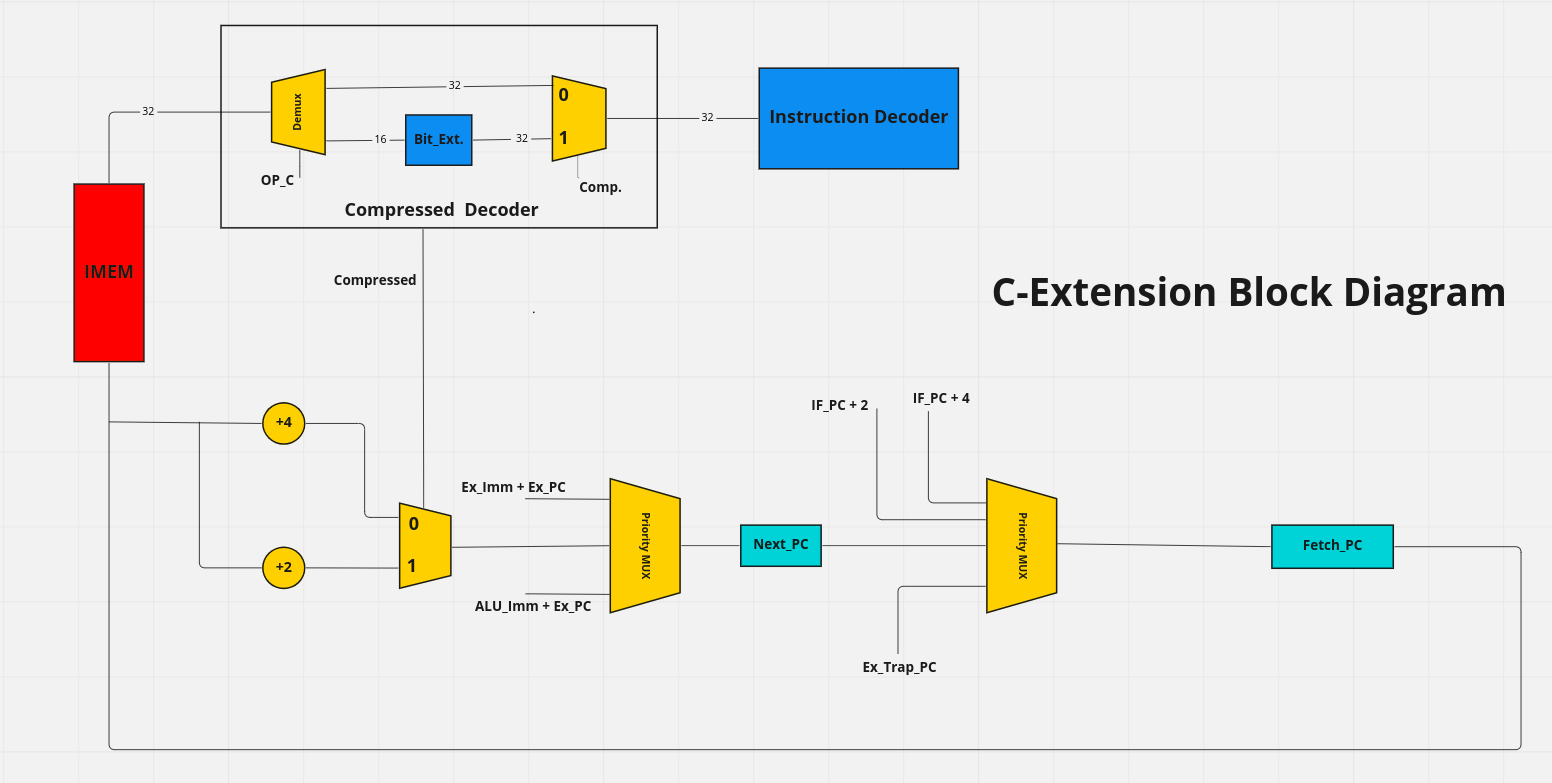 32
Demux
OP_C
32
16
Bit_Ext.
32
0
1
Comp.
Compressed Decoder
32
Instruction Decoder
IMEM
Compressed
.
C-Extension Block Diagram
+4
+2
0
1
Ex_Imm + Ex_PC
ALU_Imm + Ex_PC
Priority MUX
Next_PC
IF_PC + 2
IF_PC + 4
Priority MUX
Ex_Trap_PC
Fetch_PC